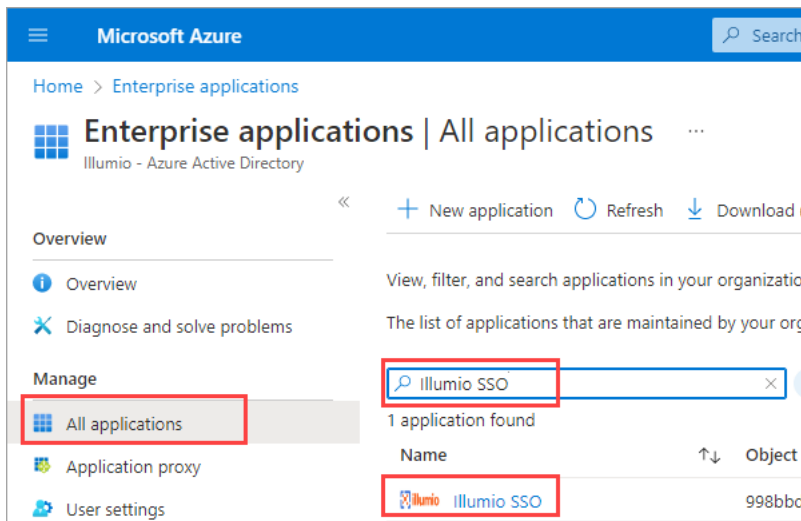 Microsoft Azure
Search
Home > Enterprise applications
Enterprise applications | All applications ...
Illumio - Azure Active Directory
«
+ New application Refresh Download
Overview
Overview
Diagnose and solve problems
View, filter, and search applications in your
The list of applications that are maintained by your
Manage
All applications
Application proxy
User settings
Illumio SSO ×
1 application found
Name ↑↓ Object
illumio Illumio SSO 998bbc